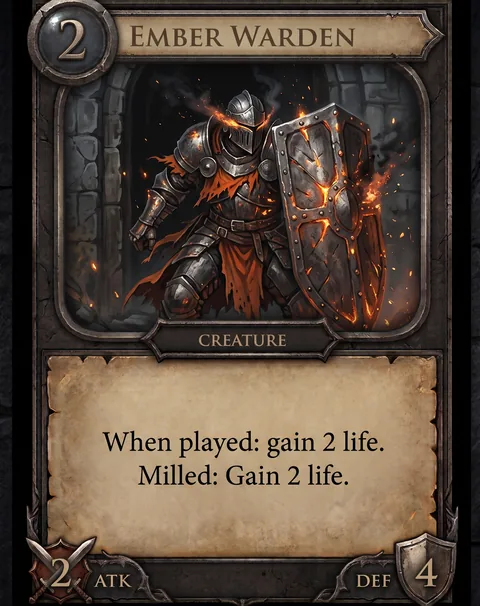 2
EMBER WARDEN
CREATURE
When played: gain 2 life.
Milled: Gain 2 life.
2 ATK
DEF 4